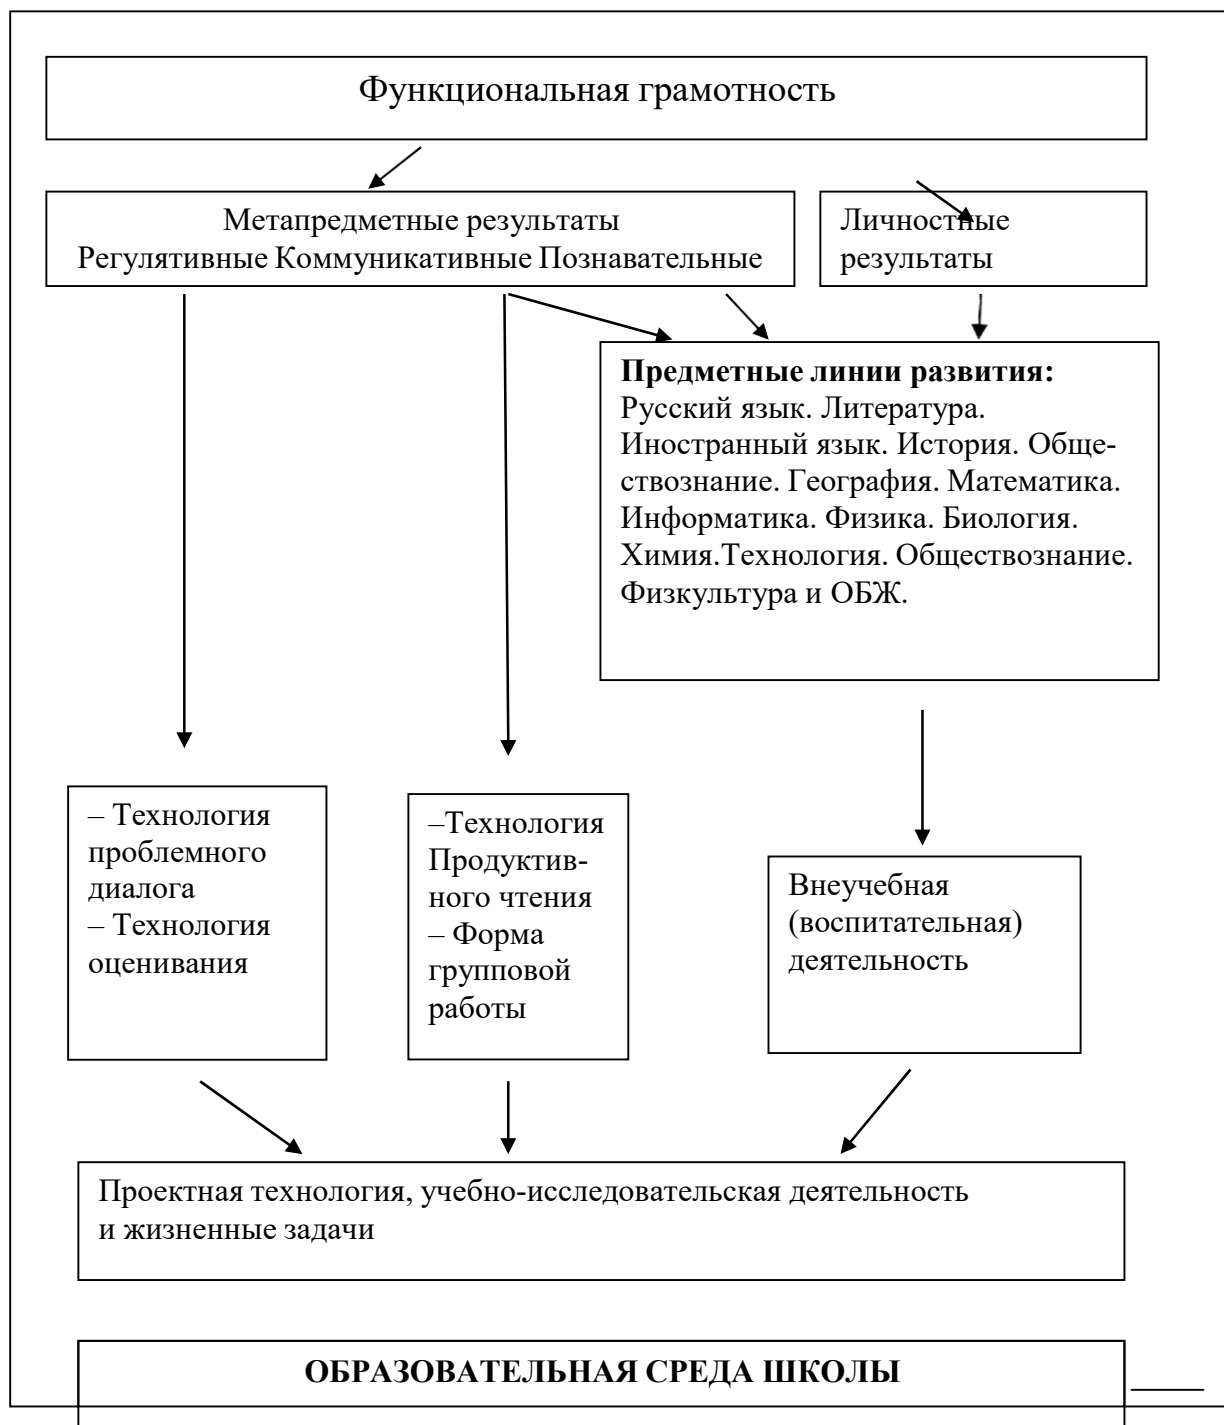 Функциональная грамотность
Метапредметные результаты
Регулятивные Коммуникативные Познавательные
Личностные
результаты
Предметные линии развития:
Русский язык. Литература.
Иностранный язык. История. Обще-
ствознание. География. Математика.
Информатика. Физика. Биология.
Химия.Технология. Обществознание.
Физкультура и ОБЖ.
– Технология
проблемного
диалога
– Технология
оценивания
–Технология
Продуктив-
ного чтения
– Форма
групповой
работы
Внеучебная
(воспитательная)
деятельность
Проектная технология, учебно-исследовательская деятельность
и жизненные задачи
ОБРАЗОВАТЕЛЬНАЯ СРЕДА ШКОЛЫ